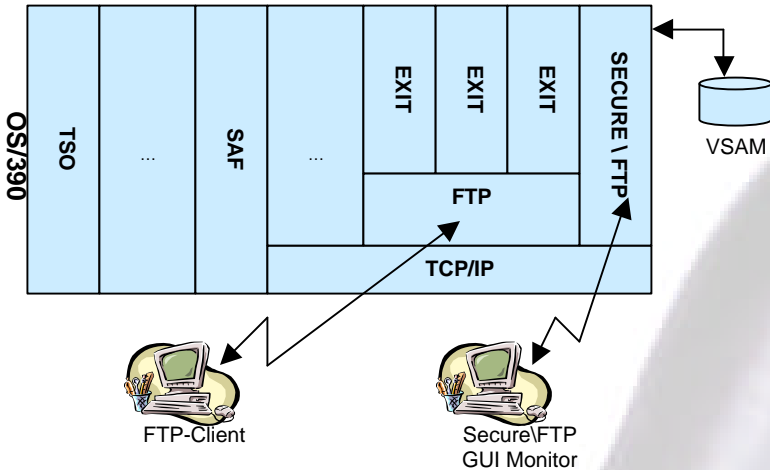 OS/390
TSO
...
SAF
...
EXIT
EXIT
EXIT
SECURE \ FTP
FTP
TCP/IP
VSAM
FTP-Client
Secure\FTP
GUI Monitor